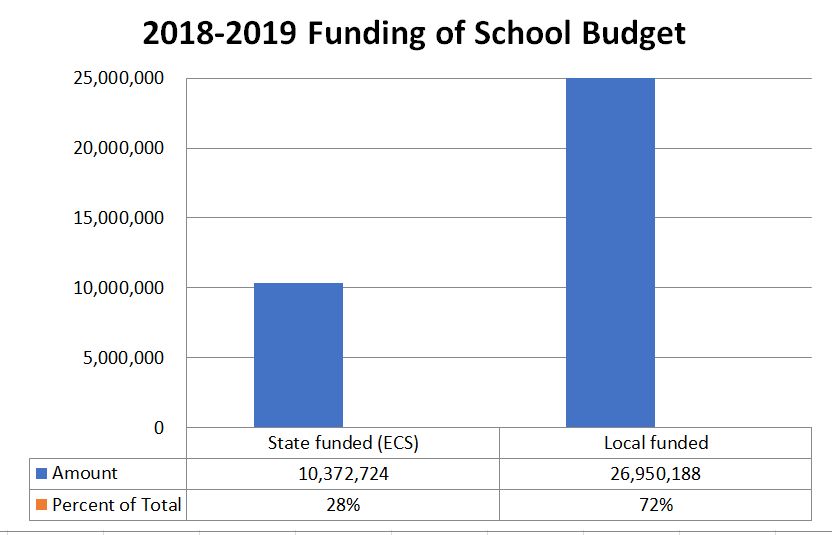 2018-2019 Funding of School Budget
25,000,000
20,000,000
15,000,000
10,000,000
5,000,000
0
State funded (ECS) Local funded
Amount 10,372,724 26,950,188
Percent of Total 28% 72%